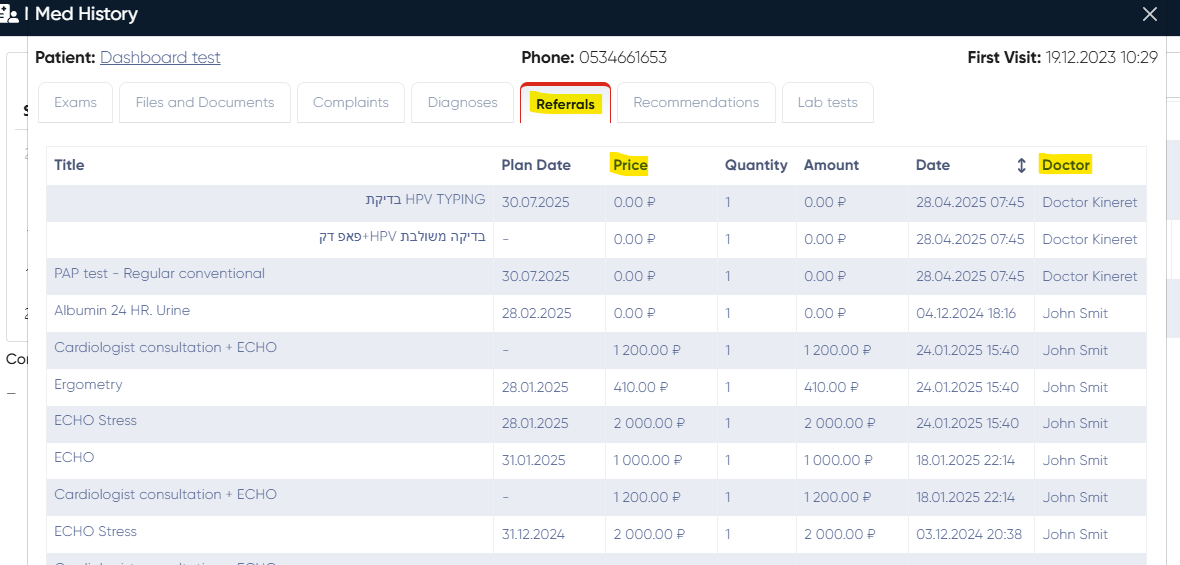 I Med History
Patient: Dashboard test Phone: 0534661653 First Visit: 19.12.2023 10:29
Exams Files and Documents Complaints Diagnoses Referrals Recommendations Lab tests
Title Plan Date Price Quantity Amount Date Doctor
בדיקת HPV TYPING 30.07.2025 0.00 ₽ 1 0.00 ₽ 28.04.2025 07:45 Doctor Kineret
בדיקה משולבת HPV+פאפ דק - 0.00 ₽ 1 0.00 ₽ 28.04.2025 07:45 Doctor Kineret
PAP test - Regular conventional 30.07.2025 0.00 ₽ 1 0.00 ₽ 28.04.2025 07:45 Doctor Kineret
Albumin 24 HR. Urine 28.02.2025 0.00 ₽ 1 0.00 ₽ 04.12.2024 18:16 John Smit
Cardiologist consultation + ECHO - 1 200.00 ₽ 1 1 200.00 ₽ 24.01.2025 15:40 John Smit
Ergometry 28.01.2025 410.00 ₽ 1 410.00 ₽ 24.01.2025 15:40 John Smit
ECHO Stress 28.01.2025 2 000.00 ₽ 1 2 000.00 ₽ 24.01.2025 15:40 John Smit
ECHO 31.01.2025 1 000.00 ₽ 1 1 000.00 ₽ 18.01.2025 22:14 John Smit
Cardiologist consultation + ECHO - 1 200.00 ₽ 1 1 200.00 ₽ 18.01.2025 22:14 John Smit
ECHO Stress 31.12.2024 2 000.00 ₽ 1 2 000.00 ₽ 03.12.2024 20:38 John Smit